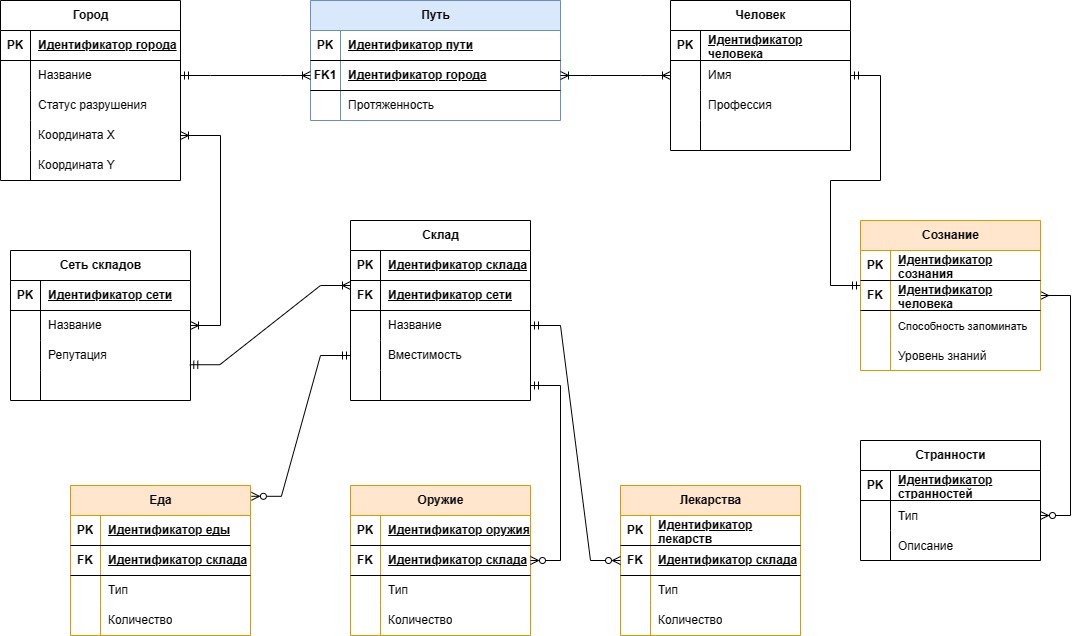 Город
PK Идентификатор города
Название
Статус разрушения
Координата X
Координата Y
Путь
PK Идентификатор пути
FK1 Идентификатор города
Протяженность
Человек
PK Идентификатор
человека
Имя
Профессия
Сеть складов
PK Идентификатор сети
Название
Репутация
Склад
PK Идентификатор склада
FK Идентификатор сети
Название
Вместимость
Сознание
PK Идентификатор
сознания
FK Идентификатор
человека
Способность запоминать
Уровень знаний
Странности
PK Идентификатор
странностей
Тип
Описание
Еда
PK Идентификатор еды
FK Идентификатор склада
Тип
Количество
Оружие
PK Идентификатор оружия
FK Идентификатор склада
Тип
Количество
Лекарства
PK Идентификатор
лекарств
FK Идентификатор склада
Тип
Количество